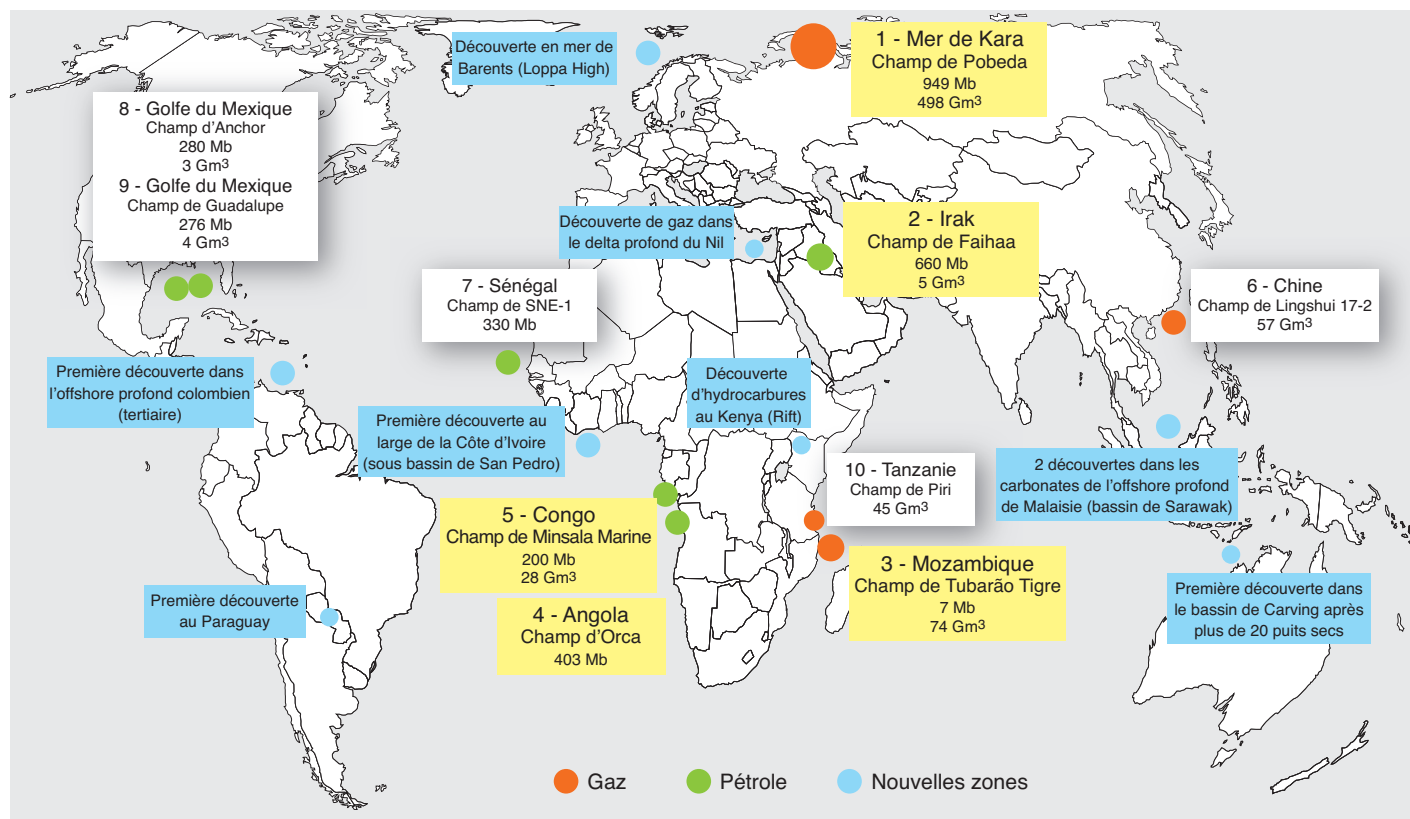 Découverte en mer de
Barents (Loppa High)
1 - Mer de Kara
Champ de Pobeda
949 Mb
498 Gm³
8 - Golfe du Mexique
Champ d'Anchor
280 Mb
3 Gm³
9 - Golfe du Mexique
Champ de Guadalupe
276 Mb
4 Gm³
Découverte de gaz dans
le delta profond du Nil
2 - Irak
Champ de Faihaa
660 Mb
5 Gm³
7 - Sénégal
Champ de SNE-1
330 Mb
6 - Chine
Champ de Lingshui 17-2
57 Gm³
Première découverte dans
l'offshore profond colombien
(tertiaire)
Découverte
d'hydrocarbures
au Kenya (Rift)
Première découverte au
large de la Côte d'Ivoire
(sous bassin de San Pedro)
10 - Tanzanie
Champ de Piri
45 Gm³
2 découvertes dans les
carbonates de l'offshore profond
de Malaisie (bassin de Sarawak)
5 - Congo
Champ de Minsala Marine
200 Mb
28 Gm³
3 - Mozambique
Champ de Tubarão Tigre
7 Mb
74 Gm³
Première découverte
au Paraguay
4 - Angola
Champ d'Orca
403 Mb
Première découverte dans
le bassin de Carving après
plus de 20 puits secs
Gaz
Pétrole
Nouvelles zones